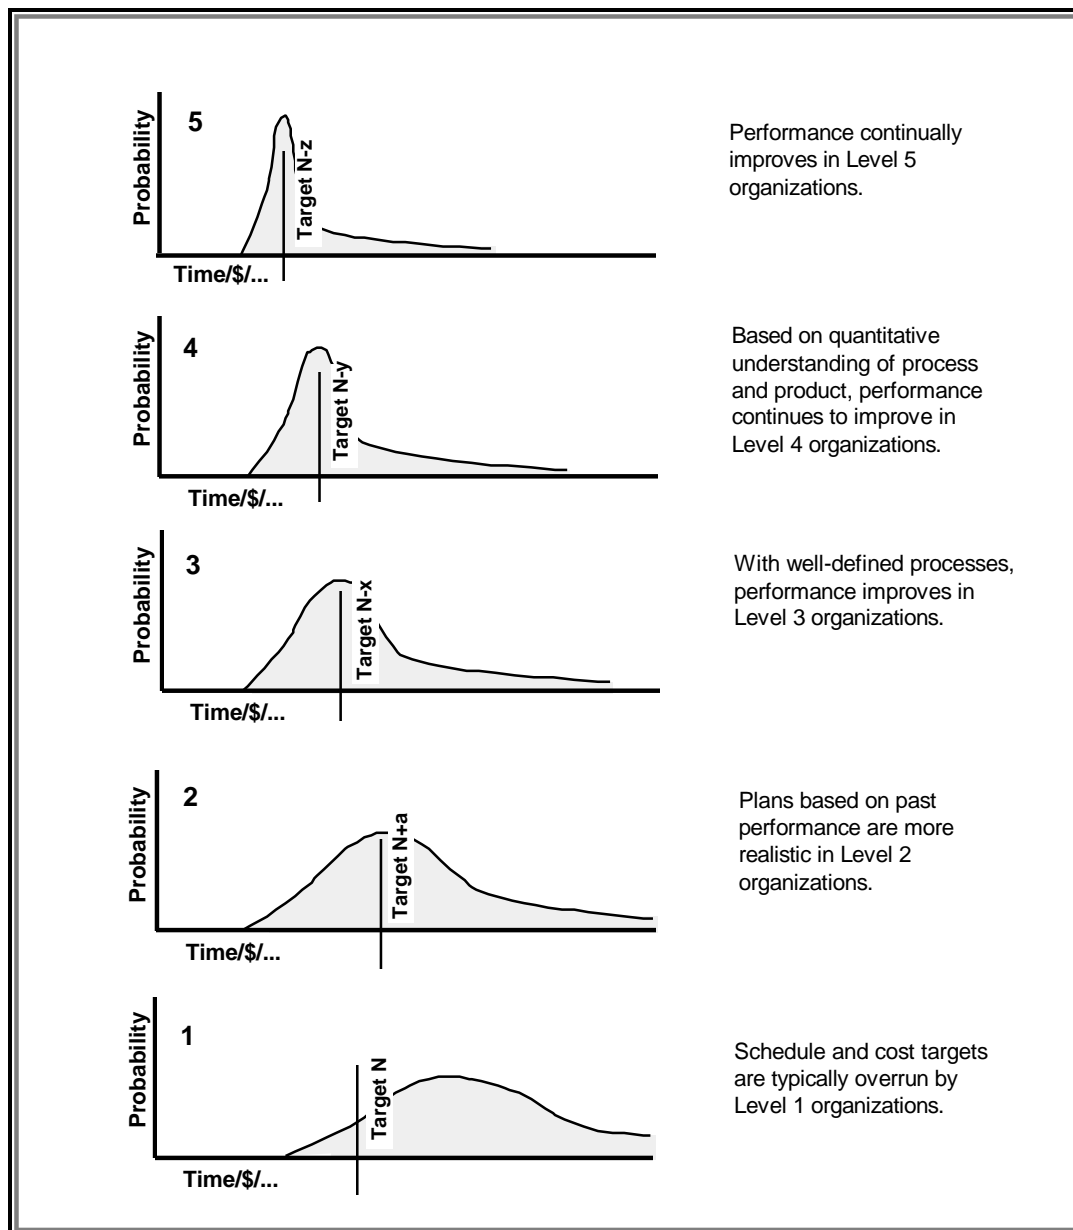 Probability
5
Target N-z
Time/$/...
Performance continually
improves in Level 5
organizations.
Probability
4
Target N-y
Time/$/...
Based on quantitative
understanding of process
and product, performance
continues to improve in
Level 4 organizations.
Probability
3
Target N-x
Time/$/...
With well-defined processes,
performance improves in
Level 3 organizations.
Probability
2
Target N+a
Time/$/...
Plans based on past
performance are more
realistic in Level 2
organizations.
Probability
1
Target N
Time/$/...
Schedule and cost targets
are typically overrun by
Level 1 organizations.